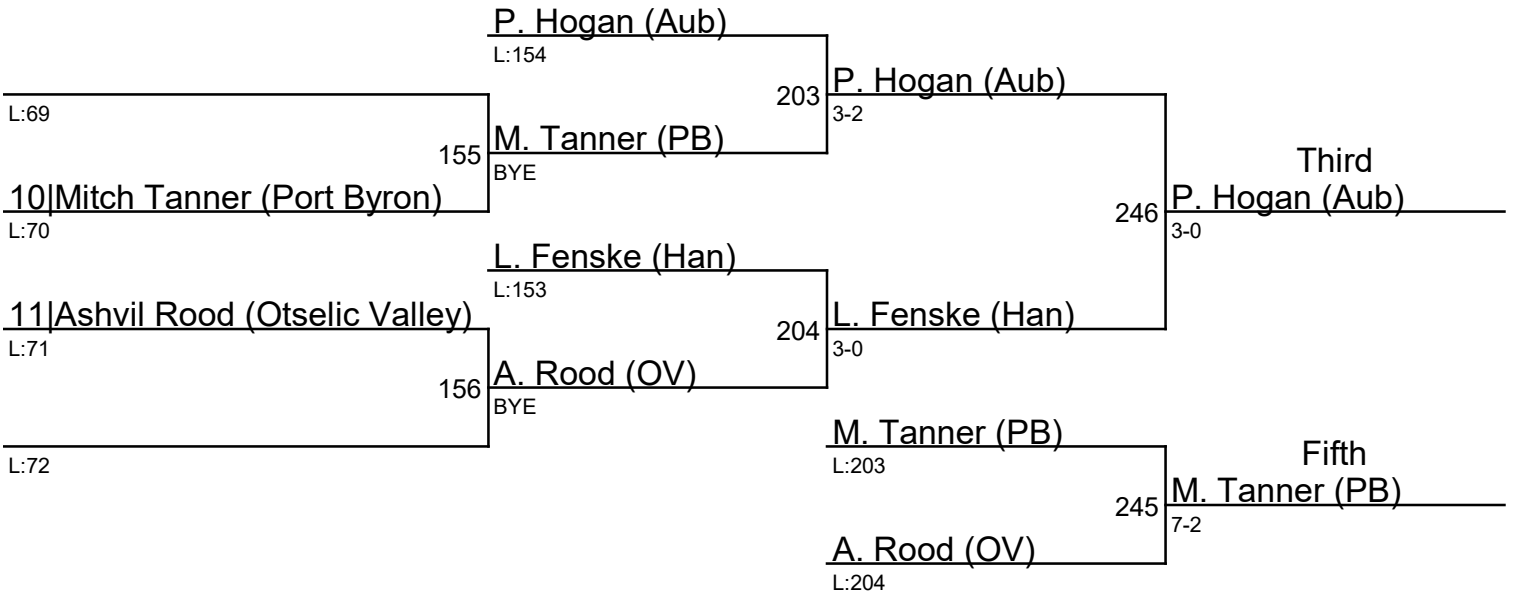 P. Hogan (Aub)
L:154
L:69
203
P. Hogan (Aub)
3-2
155
M. Tanner (PB)
BYE
10|Mitch Tanner (Port Byron)
L:70
Third
246
P. Hogan (Aub)
3-0
L. Fenske (Han)
L:153
11|Ashvil Rood (Otselic Valley)
L:71
204
L. Fenske (Han)
3-0
156
A. Rood (OV)
BYE
L:72
M. Tanner (PB)
L:203
Fifth
245
M. Tanner (PB)
7-2
A. Rood (OV)
L:204